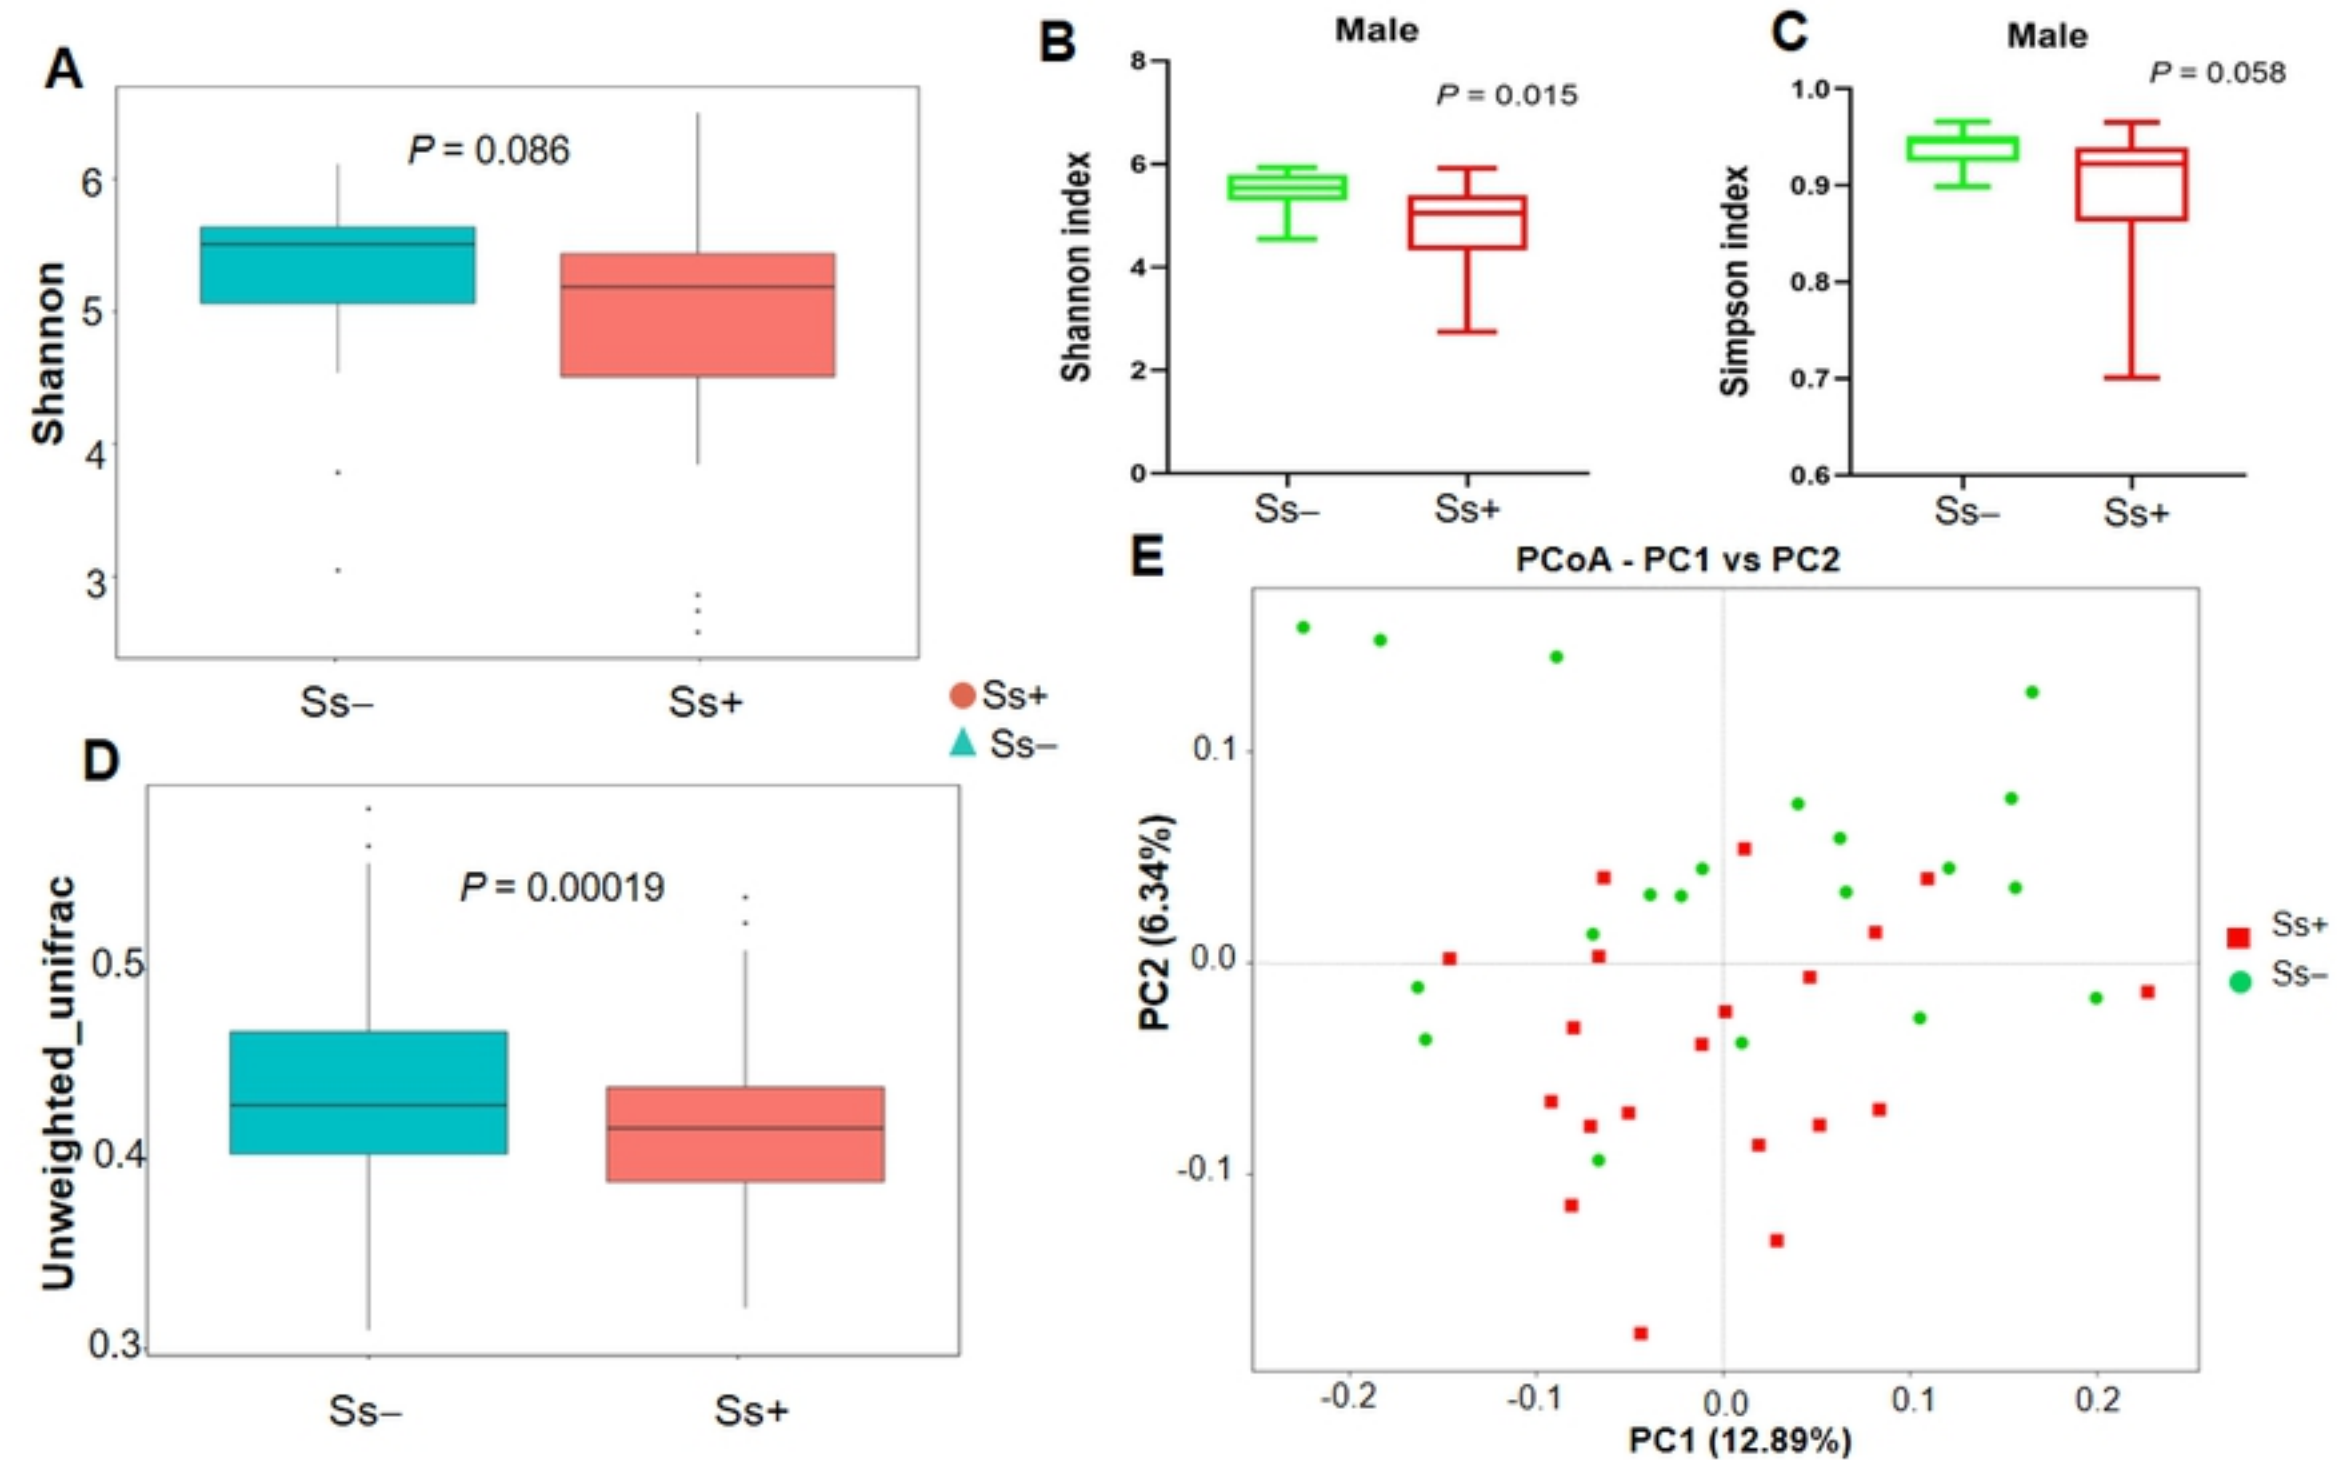 A
P = 0.086
Shannon
6
5
4
3
Ss–
Ss+
Ss+
Ss–
B
Male
P = 0.015
Shannon index
8
6
4
2
0
Ss–
Ss+
C
Male
P = 0.058
Simpson index
1.0
0.9
0.8
0.7
0.6
Ss–
Ss+
D
P = 0.00019
Unweighted_unifrac
0.5
0.4
0.3
Ss–
Ss+
E
PCoA - PC1 vs PC2
PC2 (6.34%)
0.1
0.0
-0.1
-0.2
-0.1
0.0
0.1
0.2
PC1 (12.89%)
Ss+
Ss–